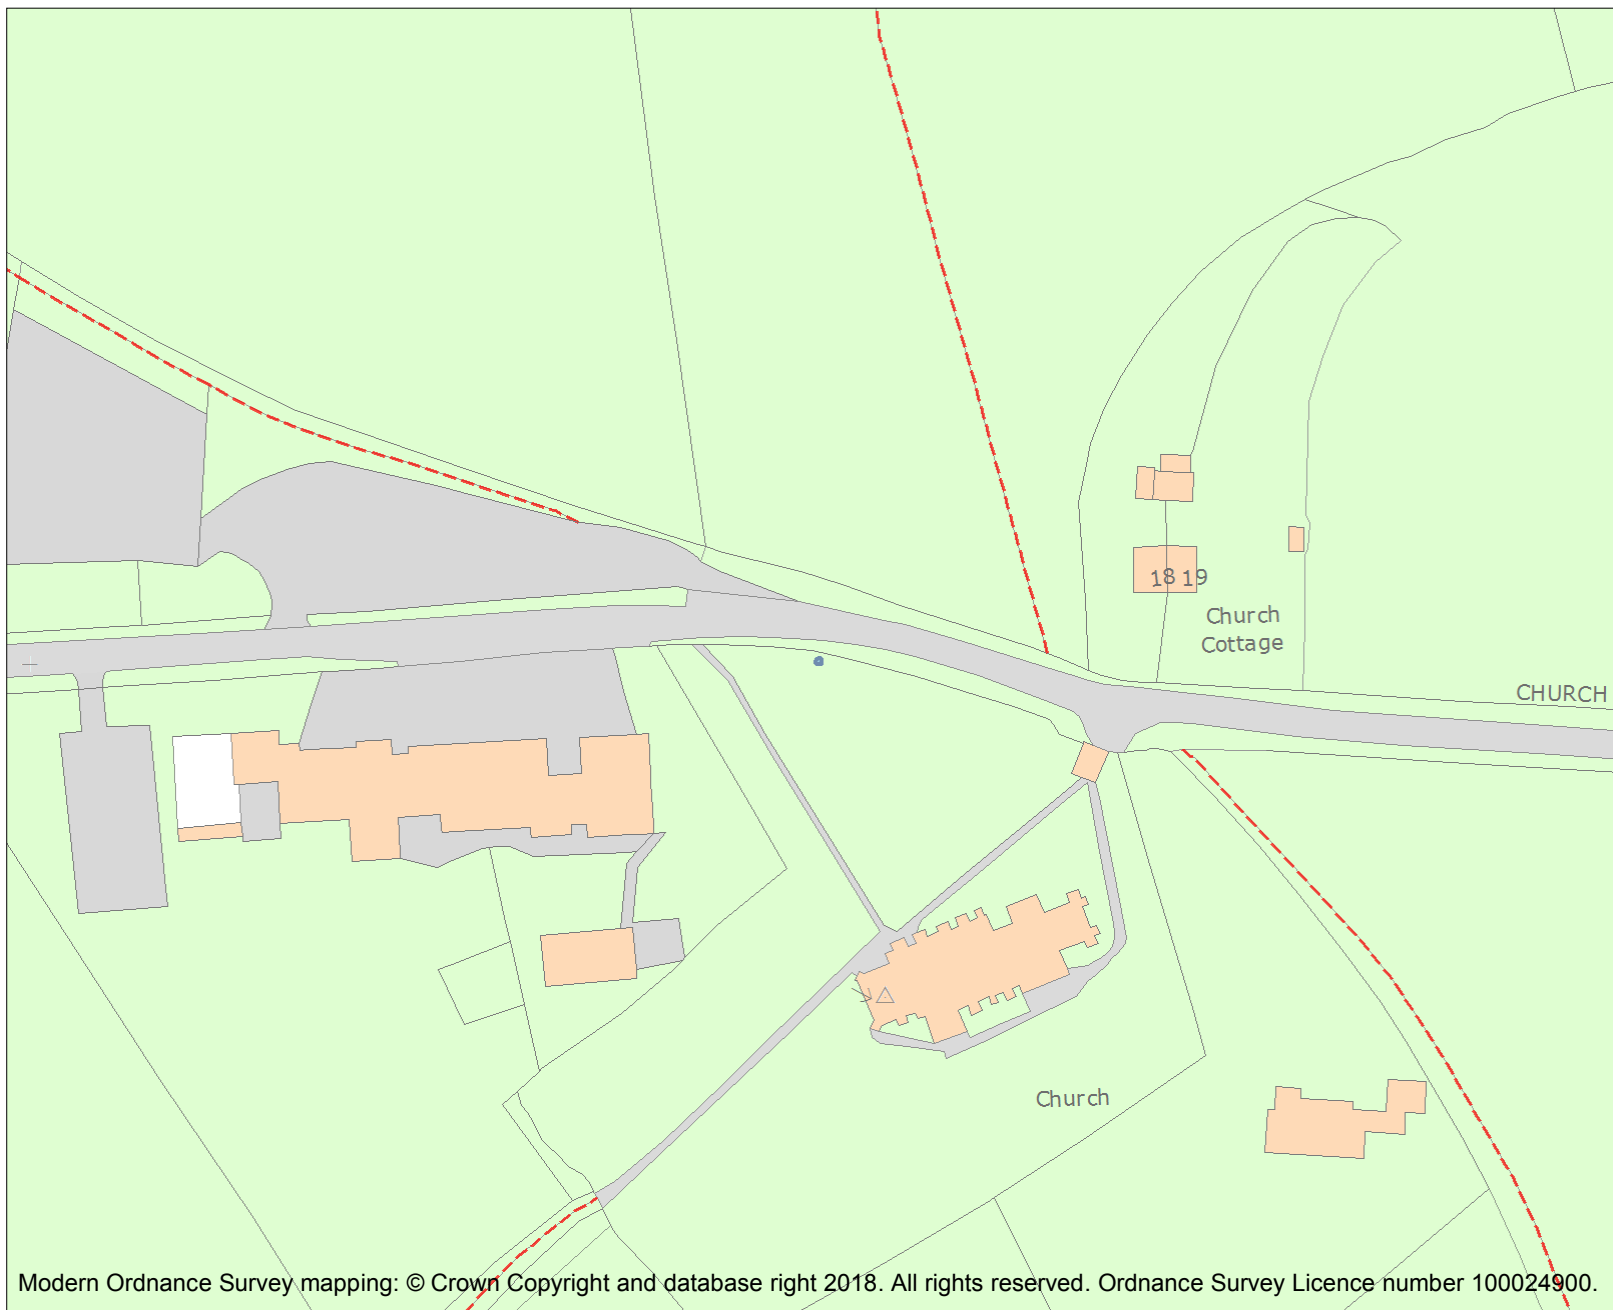 18 19
Church
Cottage
CHURCH
Church
Modern Ordnance Survey mapping: © Crown Copyright and database right 2018. All rights reserved. Ordnance Survey Licence number 100024900.